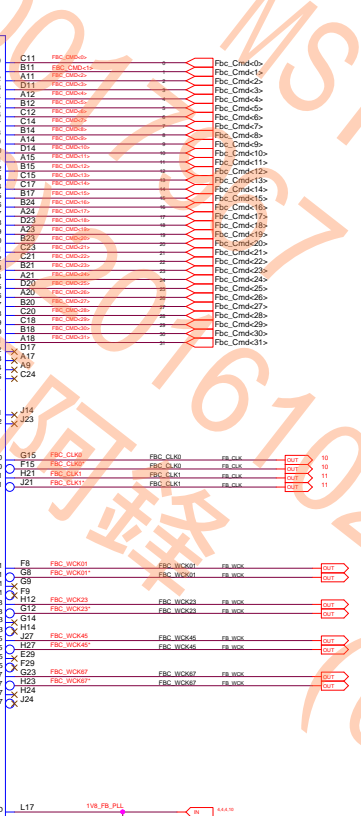 C11 FBC_CMD<0> 0 Fbc_Cmd<0>
B11 FBC_CMD<1> 1 Fbc_Cmd<1>
A11 FBC_CMD<2> 2 Fbc_Cmd<2>
D11 FBC_CMD<3> 3 Fbc_Cmd<3>
A12 FBC_CMD<4> 4 Fbc_Cmd<4>
B12 FBC_CMD<5> 5 Fbc_Cmd<5>
C12 FBC_CMD<6> 6 Fbc_Cmd<6>
C14 FBC_CMD<7> 7 Fbc_Cmd<7>
B14 FBC_CMD<8> 8 Fbc_Cmd<8>
A14 FBC_CMD<9> 9 Fbc_Cmd<9>
D14 FBC_CMD<10> 10 Fbc_Cmd<10>
A15 FBC_CMD<11> 11 Fbc_Cmd<11>
B15 FBC_CMD<12> 12 Fbc_Cmd<12>
C15 FBC_CMD<13> 13 Fbc_Cmd<13>
C17 FBC_CMD<14> 14 Fbc_Cmd<14>
B17 FBC_CMD<15> 15 Fbc_Cmd<15>
B24 FBC_CMD<16> 16 Fbc_Cmd<16>
A24 FBC_CMD<17> 17 Fbc_Cmd<17>
D23 FBC_CMD<18> 18 Fbc_Cmd<18>
A23 FBC_CMD<19> 19 Fbc_Cmd<19>
B23 FBC_CMD<20> 20 Fbc_Cmd<20>
C23 FBC_CMD<21> 21 Fbc_Cmd<21>
C21 FBC_CMD<22> 22 Fbc_Cmd<22>
B21 FBC_CMD<23> 23 Fbc_Cmd<23>
A21 FBC_CMD<24> 24 Fbc_Cmd<24>
D20 FBC_CMD<25> 25 Fbc_Cmd<25>
A20 FBC_CMD<26> 26 Fbc_Cmd<26>
B20 FBC_CMD<27> 27 Fbc_Cmd<27>
C20 FBC_CMD<28> 28 Fbc_Cmd<28>
C18 FBC_CMD<29> 29 Fbc_Cmd<29>
B18 FBC_CMD<30> 30 Fbc_Cmd<30>
A18 FBC_CMD<31> 31 Fbc_Cmd<31>
D17
A17
A9
C24
J14
J23
G15 FBC_CLK0 FBC_CLK0 FB_CLK OUT 10
F15 FBC_CLK0* FBC_CLK0 FB_CLK OUT 10
H21 FBC_CLK1 FBC_CLK1 FB_CLK OUT 11
J21 FBC_CLK1* FBC_CLK1 FB_CLK OUT 11
F8 FBC_WCK01 FBC_WCK01 FB_WCK OUT
G8 FBC_WCK01* FBC_WCK01 FB_WCK OUT
G9
F9
H12 FBC_WCK23 FBC_WCK23 FB_WCK OUT
G12 FBC_WCK23* FBC_WCK23 FB_WCK OUT
G14
H14
J27 FBC_WCK45 FBC_WCK45 FB_WCK OUT
H27 FBC_WCK45* FBC_WCK45 FB_WCK OUT
E29
F29
G23 FBC_WCK67 FBC_WCK67 FB_WCK OUT
H23 FBC_WCK67* FBC_WCK67 FB_WCK OUT
H24
J24
L17 1V8_FB_PLL IN
MSI
阿鋒